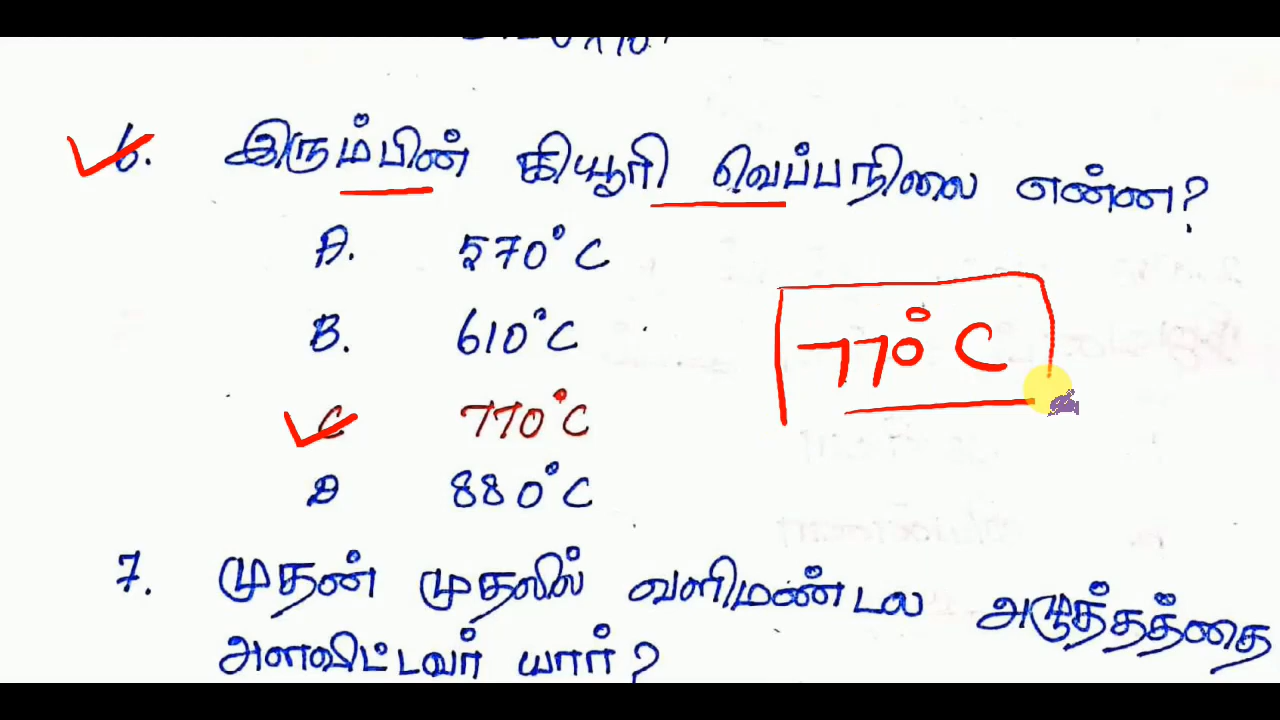 6. இரும்பின் கியூரி வெப்பநிலை என்ன?
A. 570°C
B. 610°C
770°C
C 770°C
D 880°C
7. முதன் முதலில் வளிமண்டல அழுத்தத்தை
அளவிட்டவர் யார்?